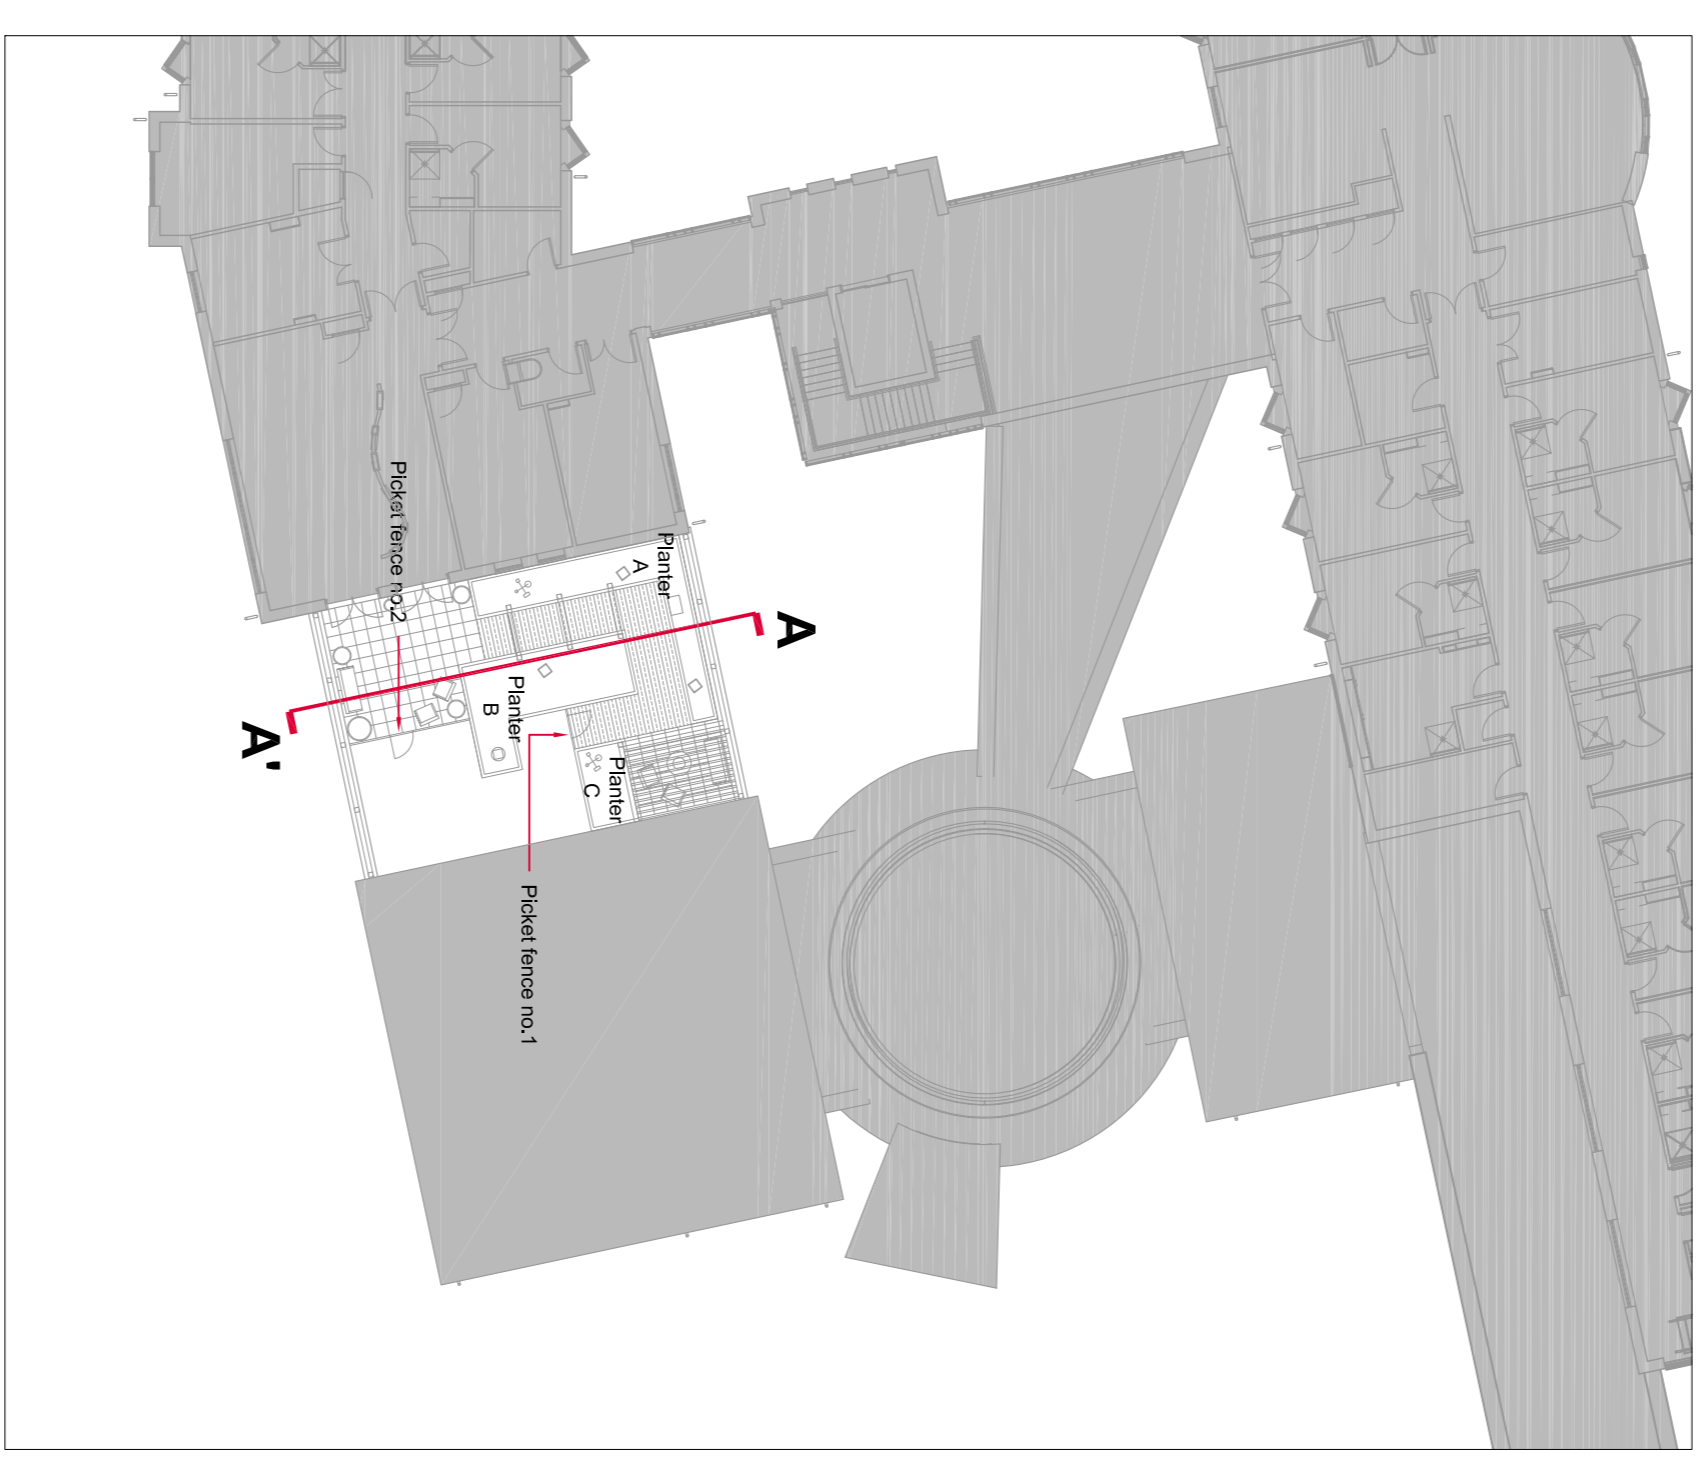 Planter
A
A
Planter
C
Planter
B
Picket fence no.1
Picket fence no.2
A'